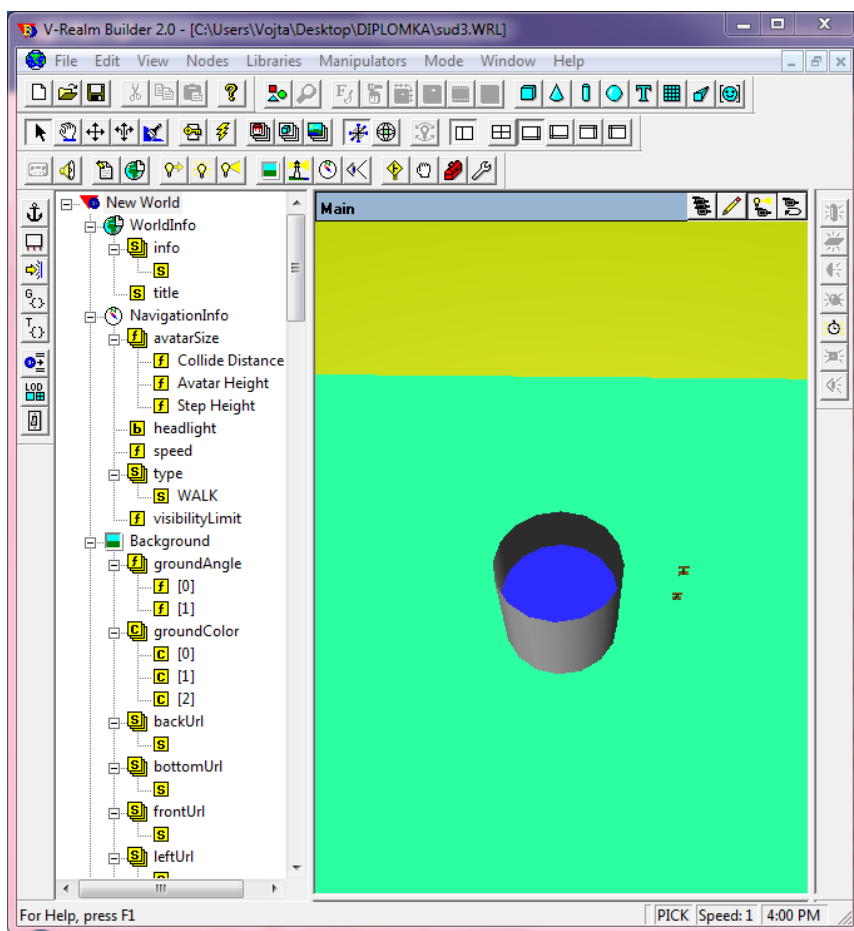 V-Realm Builder 2.0 - [C:\Users\Vojta\Desktop\DIPLOMKA\sud3.WRL]
File Edit View Nodes Libraries Manipulators Mode Window Help
New World
Main
WorldInfo
S info
S
S title
NavigationInfo
f avatarSize
f Collide Distance
f Avatar Height
f Step Height
b headlight
f speed
S type
S WALK
f visibilityLimit
Background
f groundAngle
f [0]
f [1]
C groundColor
C [0]
C [1]
C [2]
S backUrl
S
S bottomUrl
S
S frontUrl
S
S leftUrl
G{}
T{}
LOD
For Help, press F1
PICK Speed: 1 4:00 PM